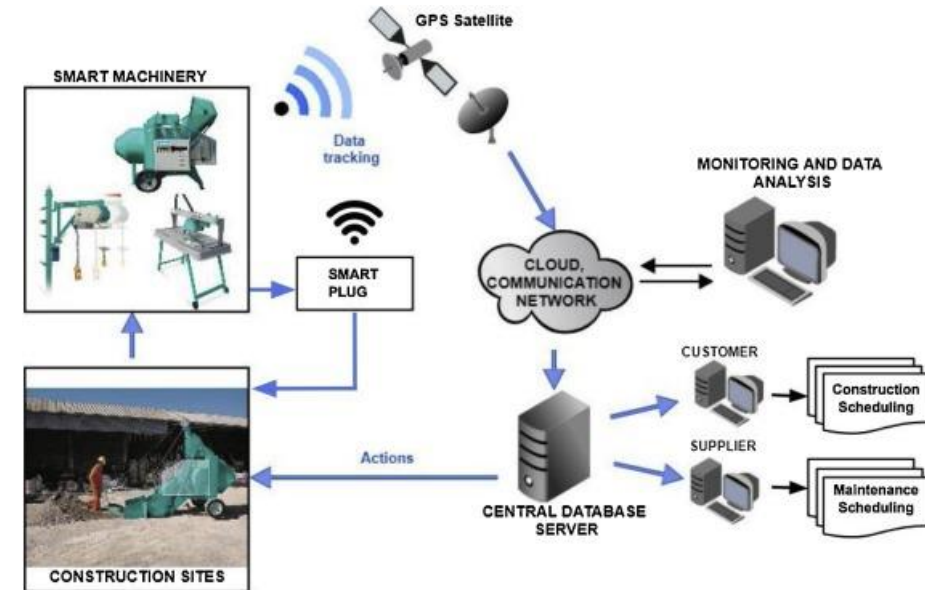 GPS Satellite
SMART MACHINERY
Data
tracking
MONITORING AND DATA
ANALYSIS
SMART
PLUG
CLOUD,
COMMUNICATION
NETWORK
CUSTOMER
Construction
Scheduling
SUPPLIER
Maintenance
Scheduling
Actions
CENTRAL DATABASE
SERVER
CONSTRUCTION SITES